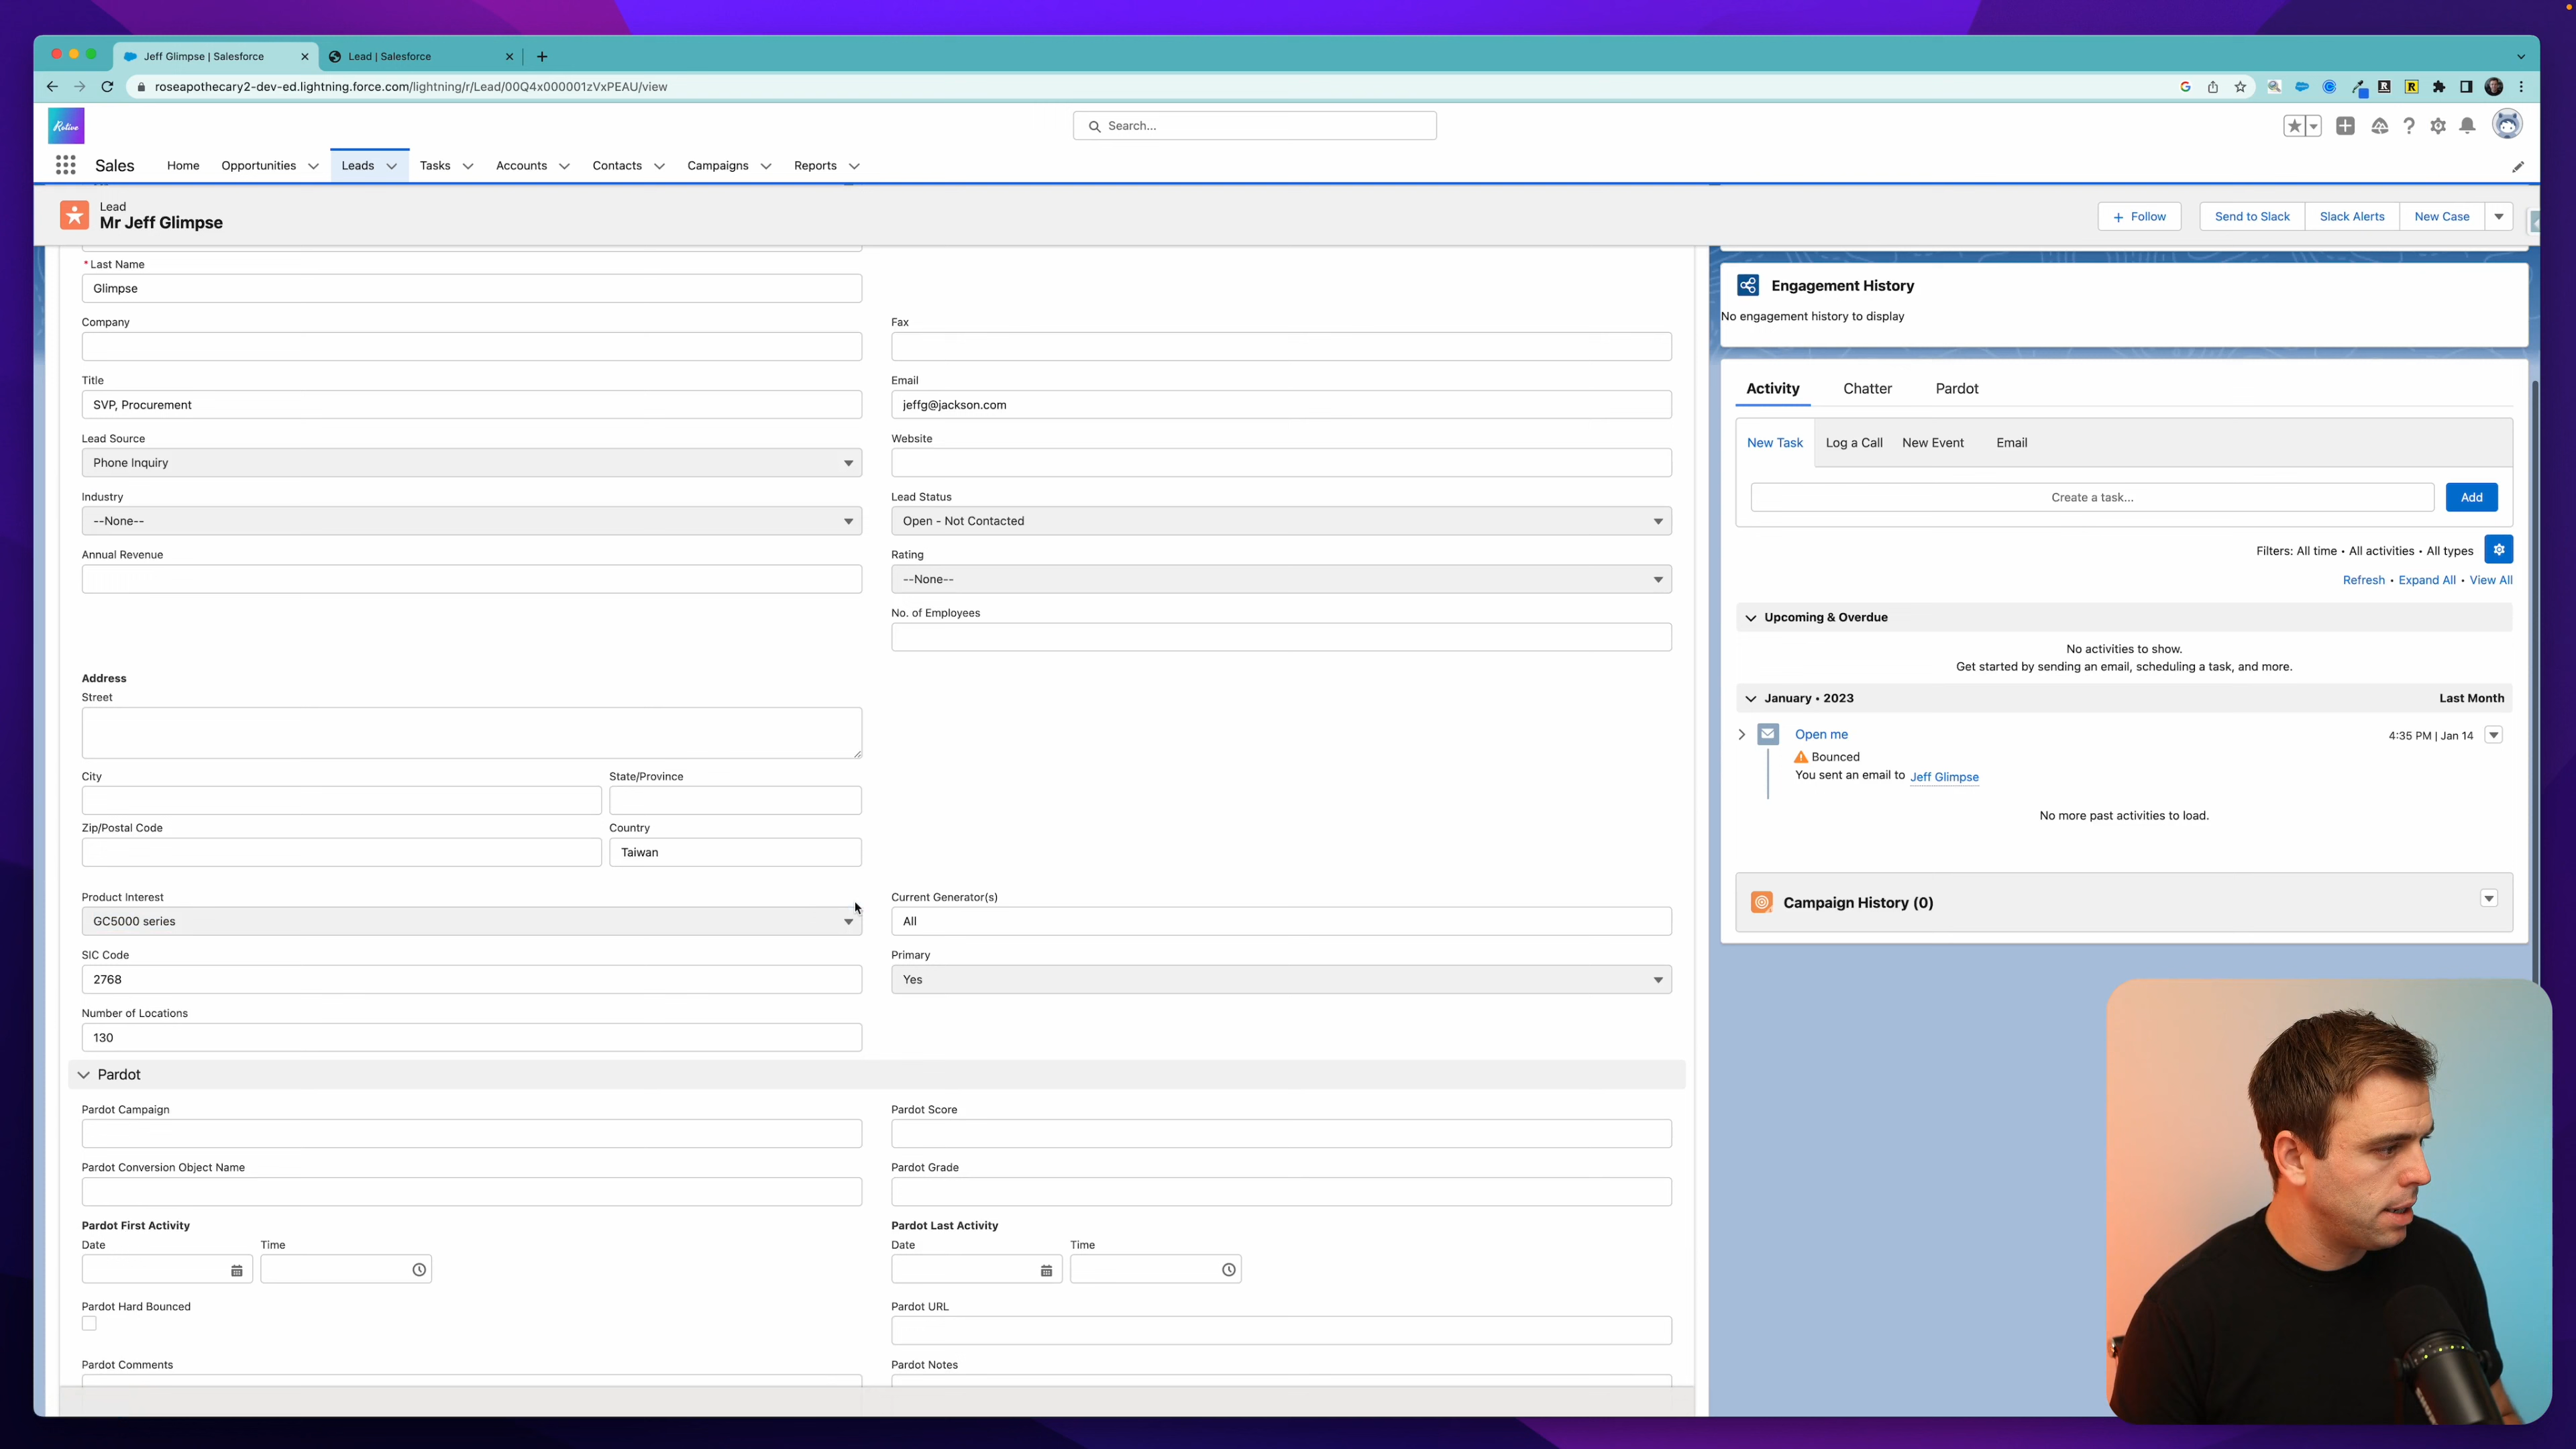 Jeff Glimpse | Salesforce
Lead | Salesforce
roseapothecary2-dev-ed.lightning.force.com/lightning/r/Lead/00Q4x000001zVxPEAU/view
Relive
Search...
Sales
Home
Opportunities
Leads
Tasks
Accounts
Contacts
Campaigns
Reports
Lead
Mr Jeff Glimpse
+ Follow
Send to Slack
Slack Alerts
New Case
*Last Name
Glimpse
Company
Fax
Title
SVP, Procurement
Email
jeffg@jackson.com
Lead Source
Phone Inquiry
Website
Industry
--None--
Lead Status
Open - Not Contacted
Annual Revenue
Rating
--None--
No. of Employees
Address
Street
City
State/Province
Zip/Postal Code
Country
Taiwan
Product Interest
GC5000 series
Current Generator(s)
All
SIC Code
2768
Primary
Yes
Number of Locations
130
Pardot
Pardot Campaign
Pardot Score
Pardot Conversion Object Name
Pardot Grade
Pardot First Activity
Date
Time
Pardot Last Activity
Date
Time
Pardot Hard Bounced
Pardot URL
Pardot Comments
Pardot Notes
Engagement History
No engagement history to display
Activity
Chatter
Pardot
New Task
Log a Call
New Event
Email
Create a task...
Add
Filters: All time • All activities • All types
Refresh • Expand All • View All
Upcoming & Overdue
No activities to show.
Get started by sending an email, scheduling a task, and more.
January • 2023
Last Month
Open me
4:35 PM | Jan 14
Bounced
You sent an email to Jeff Glimpse
No more past activities to load.
Campaign History (0)